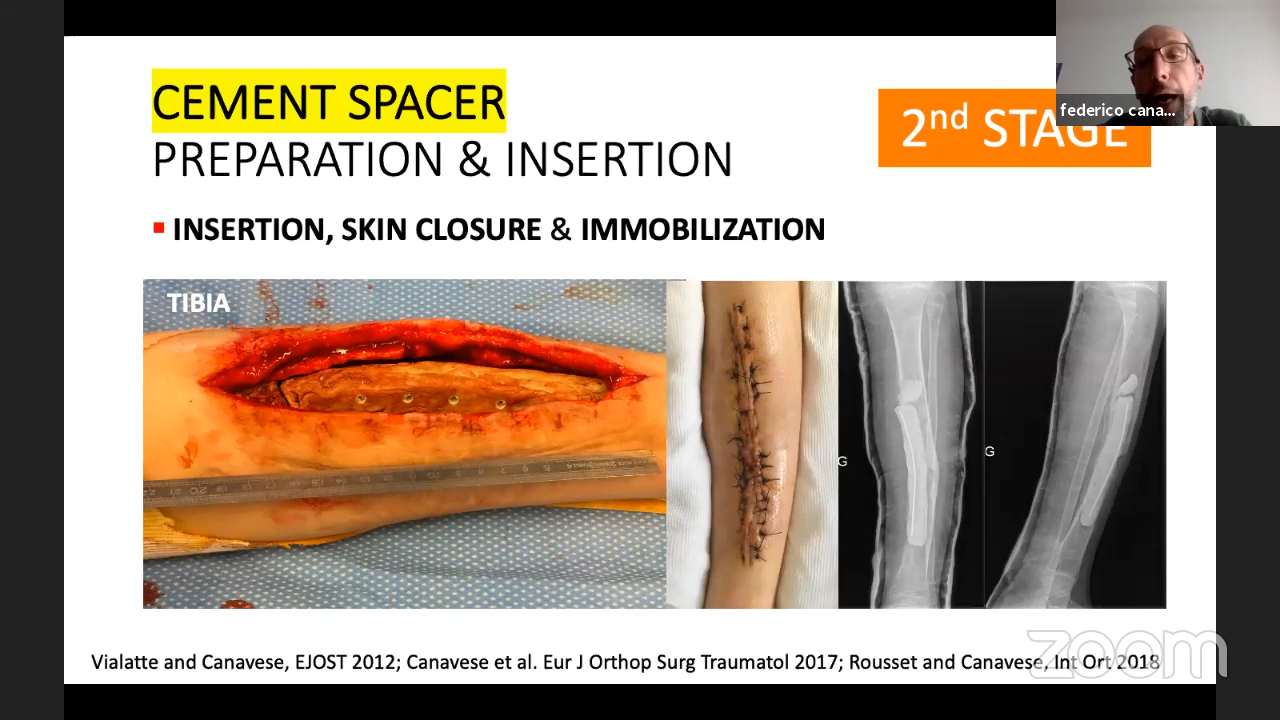 CEMENT SPACER
PREPARATION & INSERTION
2nd STAGE
federico cana...
▪ INSERTION, SKIN CLOSURE & IMMOBILIZATION
TIBIA
G
G
zoom
Vialatte and Canavese, EJOST 2012; Canavese et al. Eur J Orthop Surg Traumatol 2017; Rousset and Canavese, Int Ort 2018